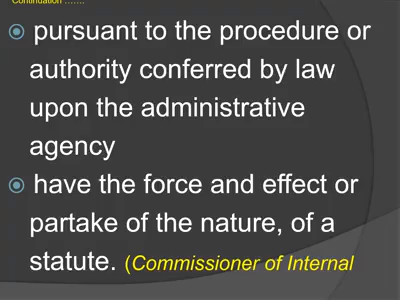 Continuation .......
pursuant to the procedure or
authority conferred by law
upon the administrative
agency
have the force and effect or
partake of the nature, of a
statute. (Commissioner of Internal